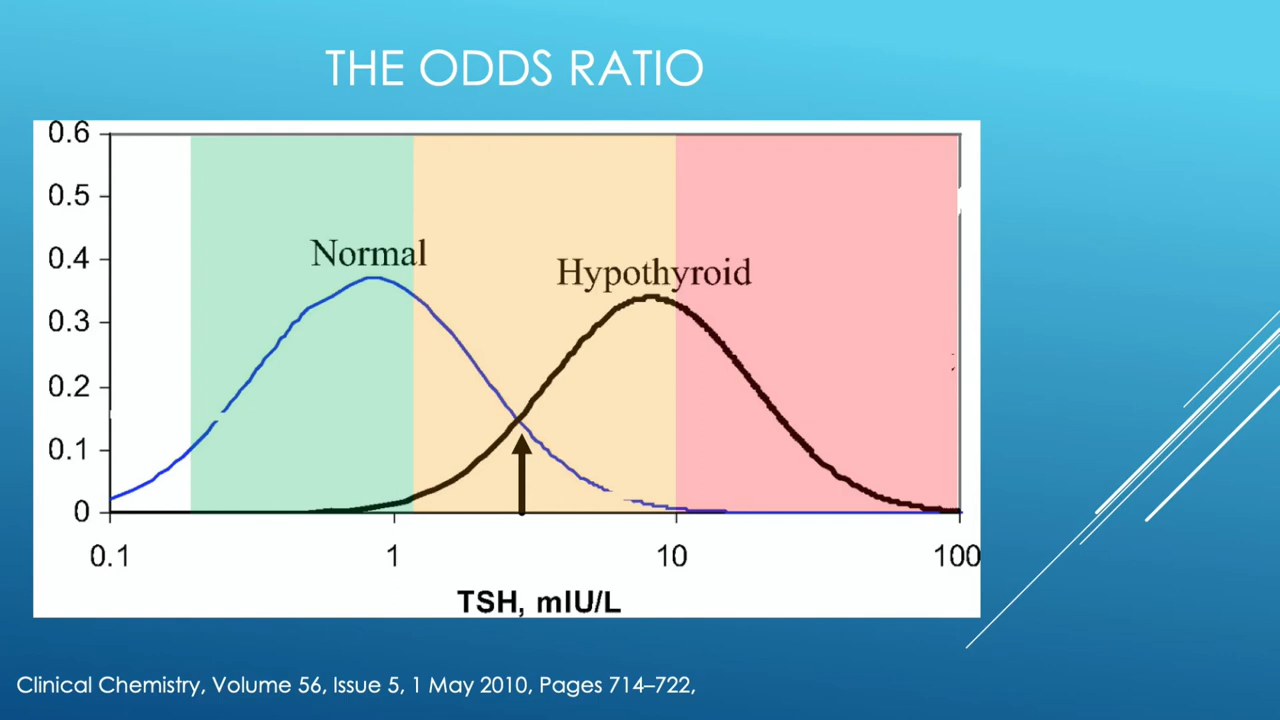 THE ODDS RATIO
0.6
0.5
0.4
0.3
0.2
0.1
0
Normal
Hypothyroid
0.1 1 10 100
TSH, mIU/L
Clinical Chemistry, Volume 56, Issue 5, 1 May 2010, Pages 714–722,